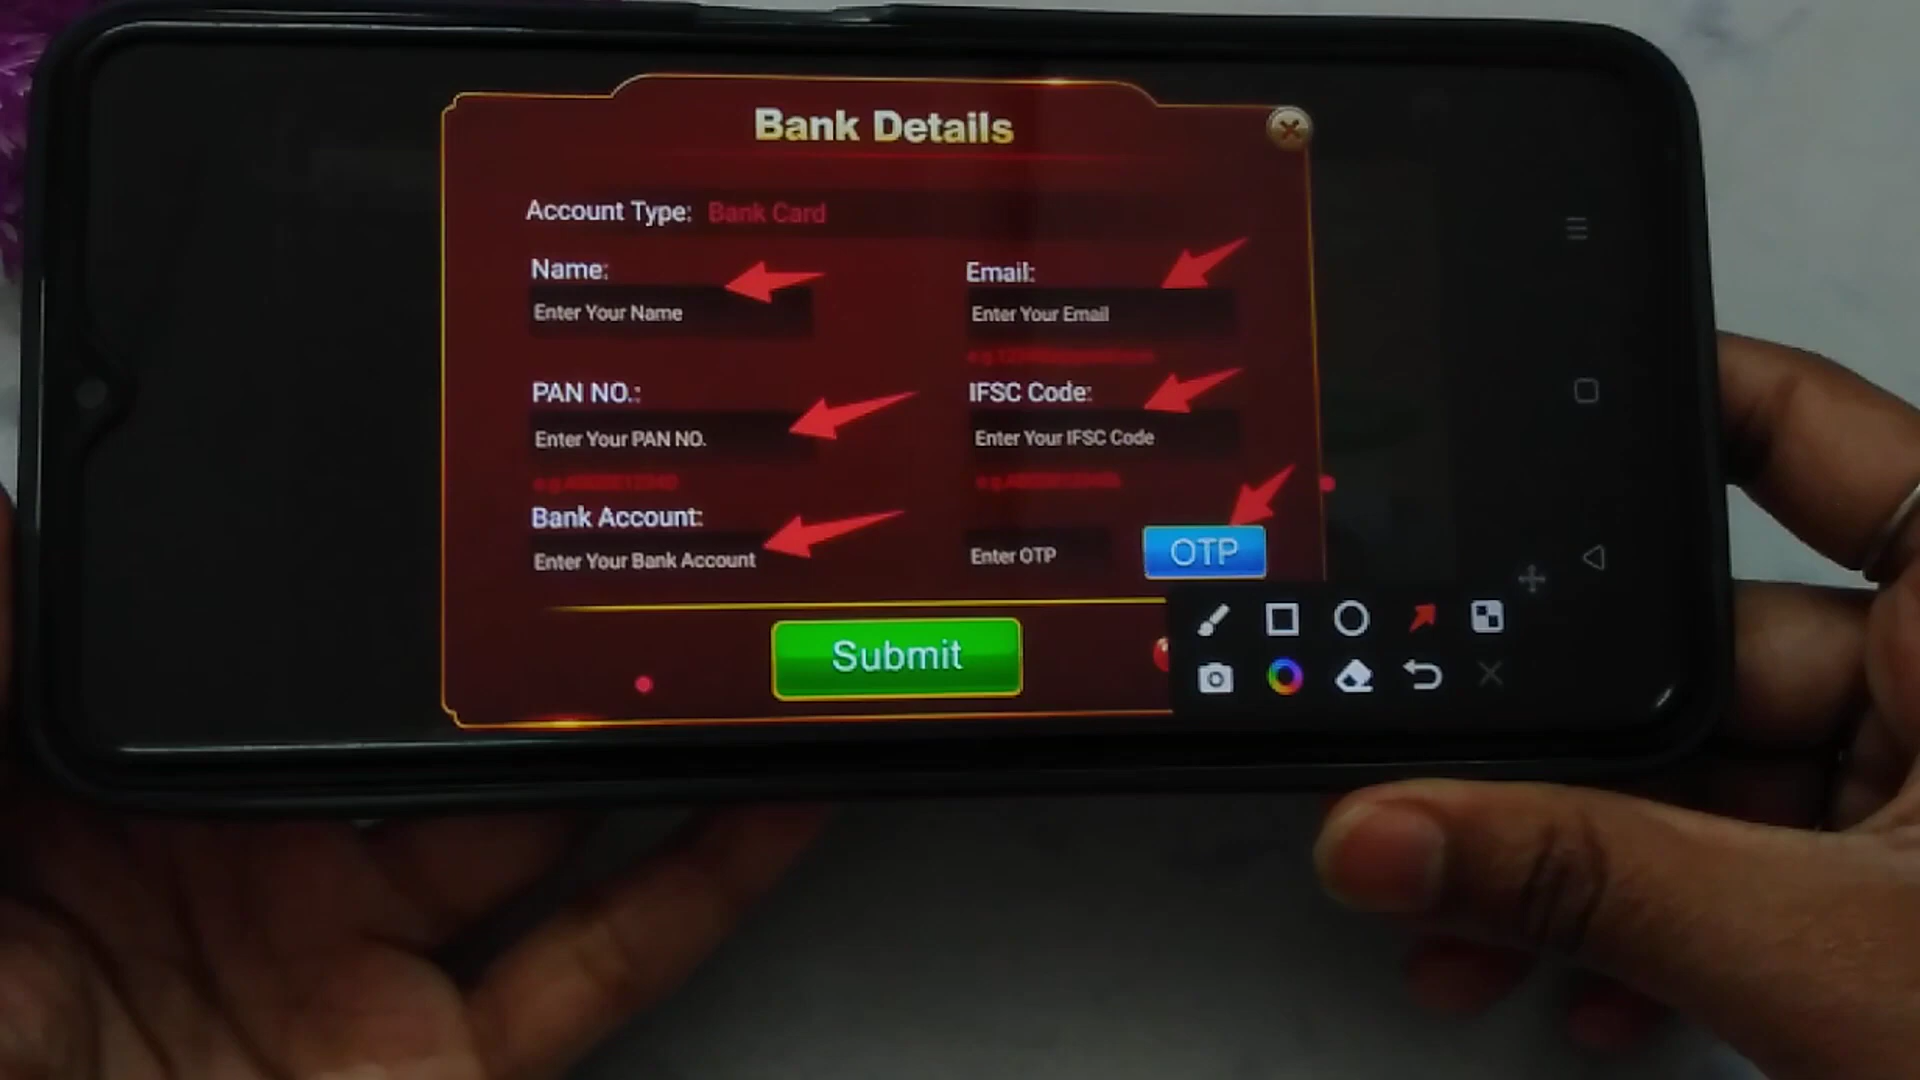 Bank Details
Account Type: Bank Card
Name:
Enter Your Name
Email:
Enter Your Email
PAN NO.:
Enter Your PAN NO.
IFSC Code:
Enter Your IFSC Code
Bank Account:
Enter Your Bank Account
Enter OTP
OTP
Submit